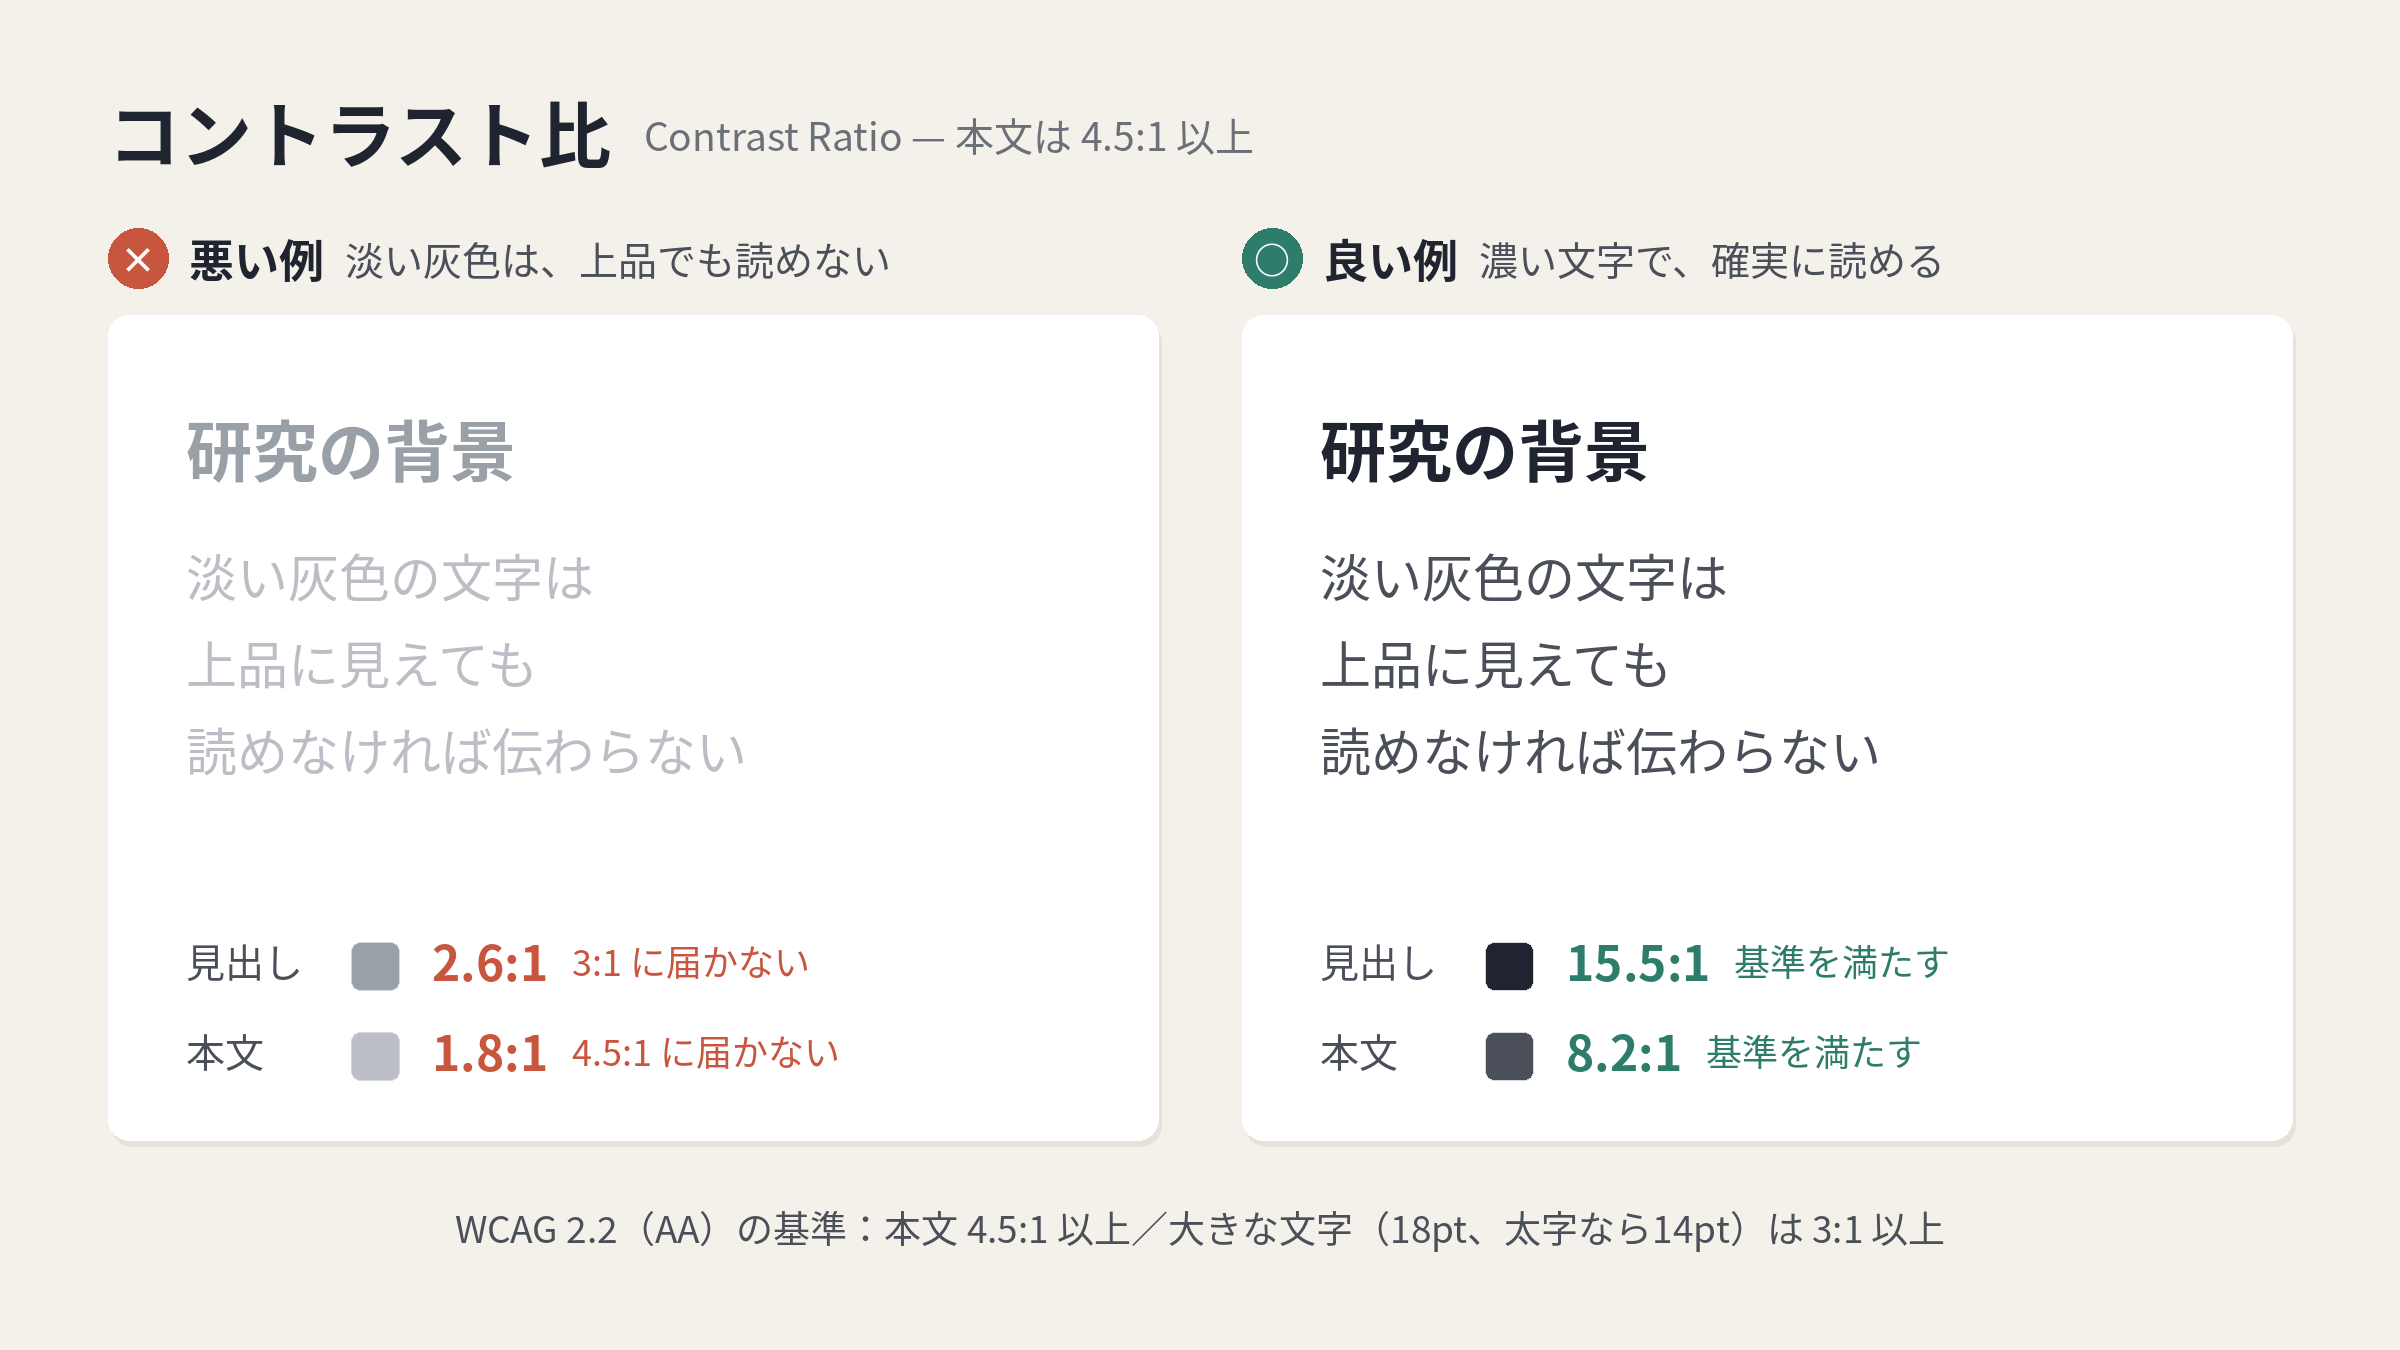 コントラスト比 Contrast Ratio — 本文は 4.5:1 以上
× 悪い例 淡い灰色は、上品でも読めない
研究の背景
淡い灰色の文字は
上品に見えても
読めなければ伝わらない
見出し 2.6:1 3:1 に届かない
本文 1.8:1 4.5:1 に届かない
◯ 良い例 濃い文字で、確実に読める
研究の背景
淡い灰色の文字は
上品に見えても
読めなければ伝わらない
見出し 15.5:1 基準を満たす
本文 8.2:1 基準を満たす
WCAG 2.2（AA）の基準：本文 4.5:1 以上／大きな文字（18pt、太字なら14pt）は 3:1 以上